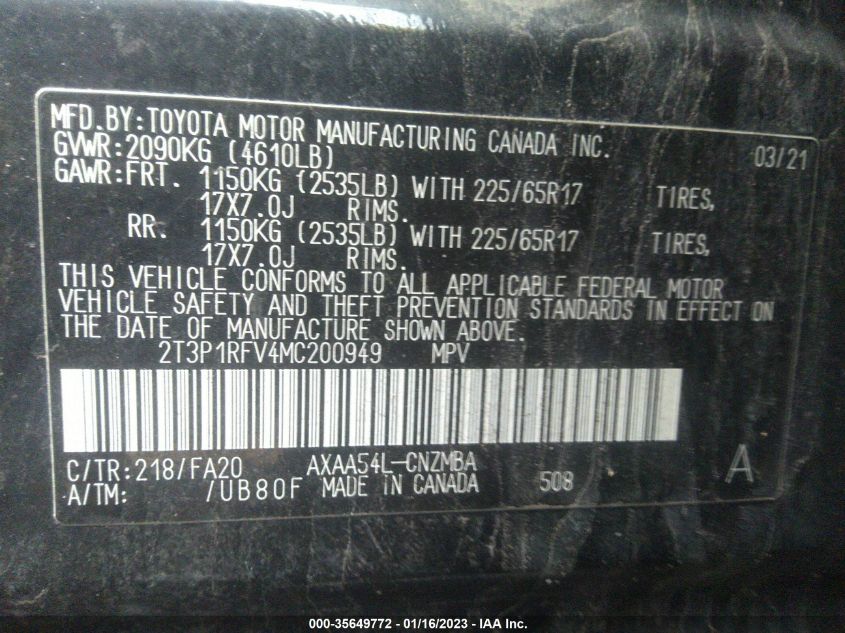 MFD.BY:TOYOTA MOTOR MANUFACTURING CANADA INC. 03/21
GVWR:2090KG (4610LB)
GAWR:FRT. 1150KG (2535LB) WITH 225/65R17 TIRES,
17X7.0J RIMS.
RR. 1150KG (2535LB) WITH 225/65R17 TIRES,
17X7.0J RIMS.
THIS VEHICLE CONFORMS TO ALL APPLICABLE FEDERAL MOTOR
VEHICLE SAFETY AND THEFT PREVENTION STANDARDS IN EFFECT ON
THE DATE OF MANUFACTURE SHOWN ABOVE.
2T3P1RFV4MC200949 MPV
C/TR:218/FA20 AXAA54L-CNZMBA A
A/TM: /UB80F MADE IN CANADA 508
000-35649772 - 01/16/2023 - IAA Inc.